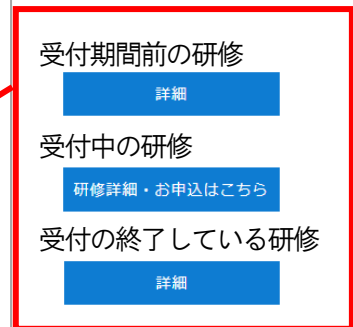 受付期間前の研修
詳細
受付中の研修
研修詳細・お申込はこちら
受付の終了している研修
詳細